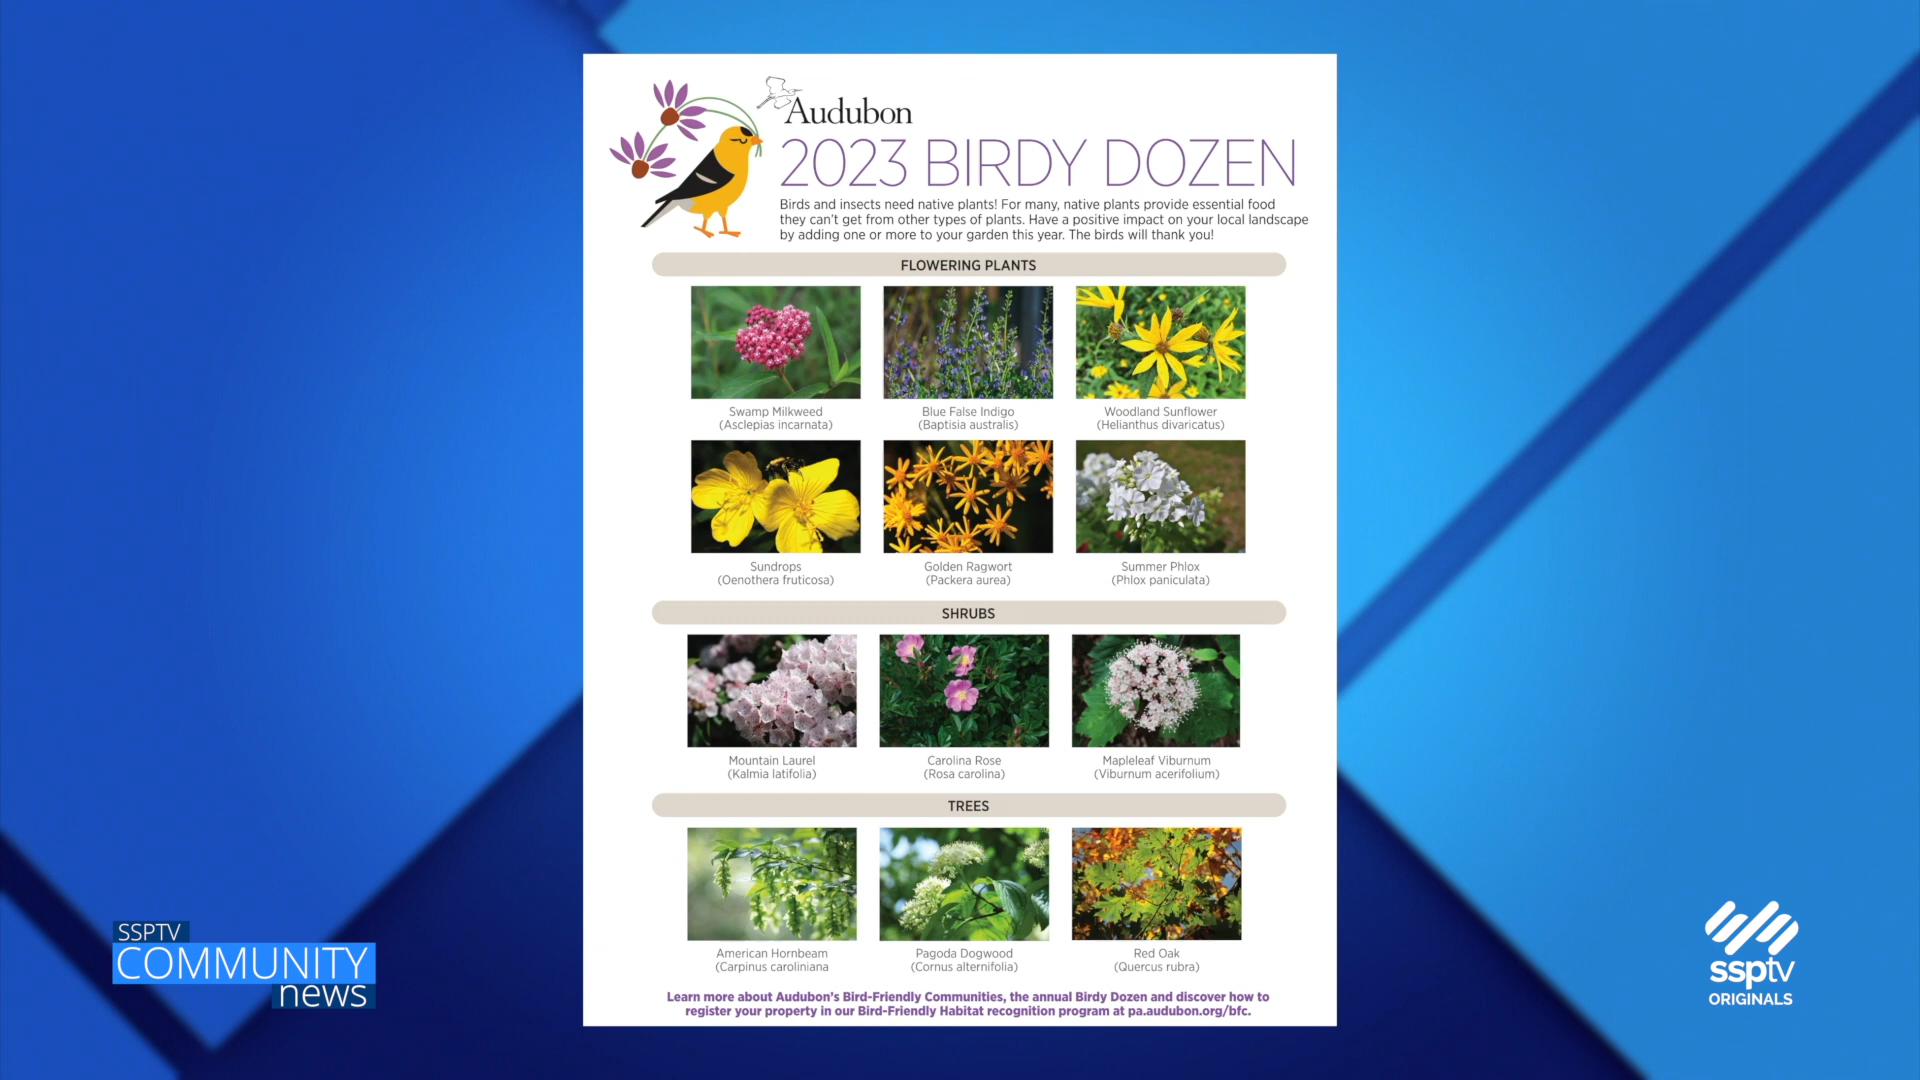 Audubon
2023 BIRDY DOZEN
Birds and insects need native plants! For many, native plants provide essential food
they can't get from other types of plants. Have a positive impact on your local landscape
by adding one or more to your garden this year. The birds will thank you!
FLOWERING PLANTS
Swamp Milkweed
(Asclepias incarnata)
Blue False Indigo
(Baptisia australis)
Woodland Sunflower
(Helianthus divaricatus)
Sundrops
(Oenothera fruticosa)
Golden Ragwort
(Packera aurea)
Summer Phlox
(Phlox paniculata)
SHRUBS
Mountain Laurel
(Kalmia latifolia)
Carolina Rose
(Rosa carolina)
Mapleleaf Viburnum
(Viburnum acerifolium)
TREES
American Hornbeam
(Carpinus caroliniana
Pagoda Dogwood
(Cornus alternifolia)
Red Oak
(Quercus rubra)
Learn more about Audubon's Bird-Friendly Communities, the annual Birdy Dozen and discover how to
register your property in our Bird-Friendly Habitat recognition program at pa.audubon.org/bfc.
SSPTV
COMMUNITY
news
ssptv
ORIGINALS